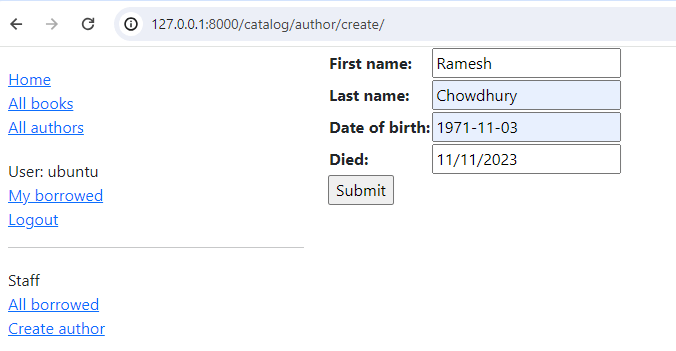 127.0.0.1:8000/catalog/author/create/
Home
All books
All authors
User: ubuntu
My borrowed
Logout
Staff
All borrowed
Create author
First name: Ramesh
Last name: Chowdhury
Date of birth: 1971-11-03
Died: 11/11/2023
Submit